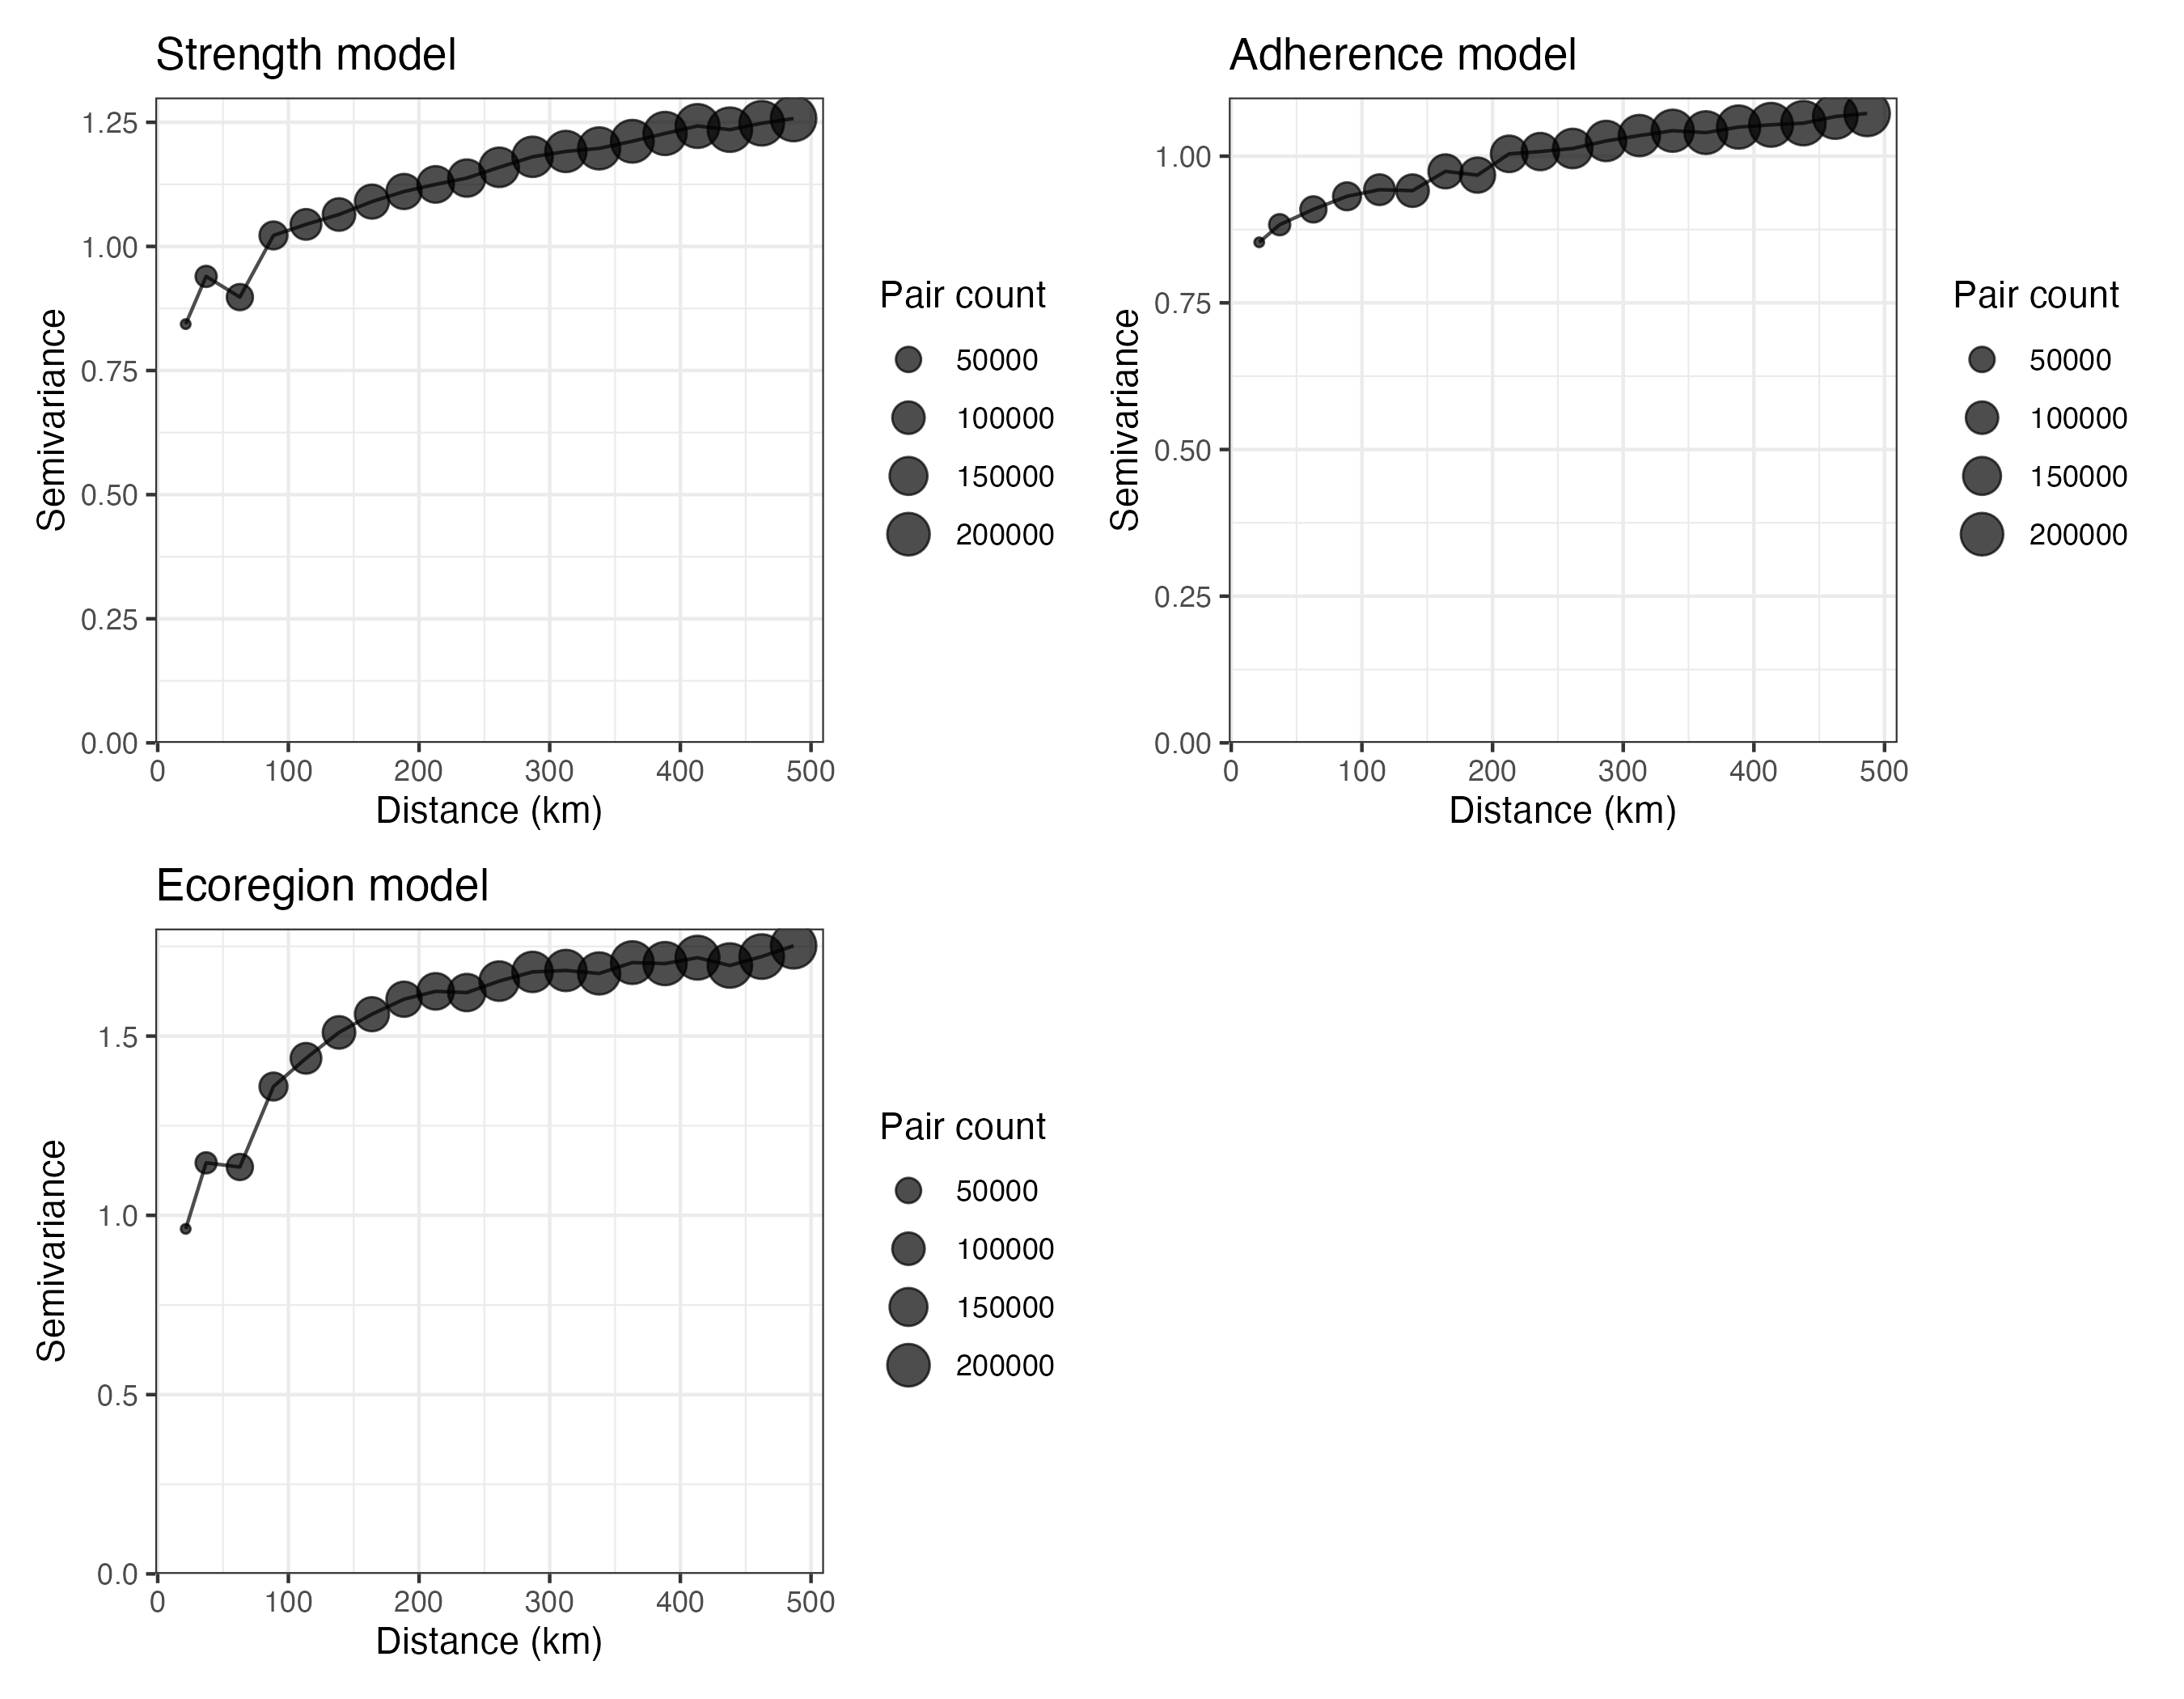 Strength model
Semivariance
1.25
1.00
0.75
0.50
0.25
0.00
0 100 200 300 400 500
Distance (km)
Pair count
50000
100000
150000
200000
Adherence model
Semivariance
1.00
0.75
0.50
0.25
0.00
0 100 200 300 400 500
Distance (km)
Pair count
50000
100000
150000
200000
Ecoregion model
Semivariance
1.5
1.0
0.5
0.0
0 100 200 300 400 500
Distance (km)
Pair count
50000
100000
150000
200000